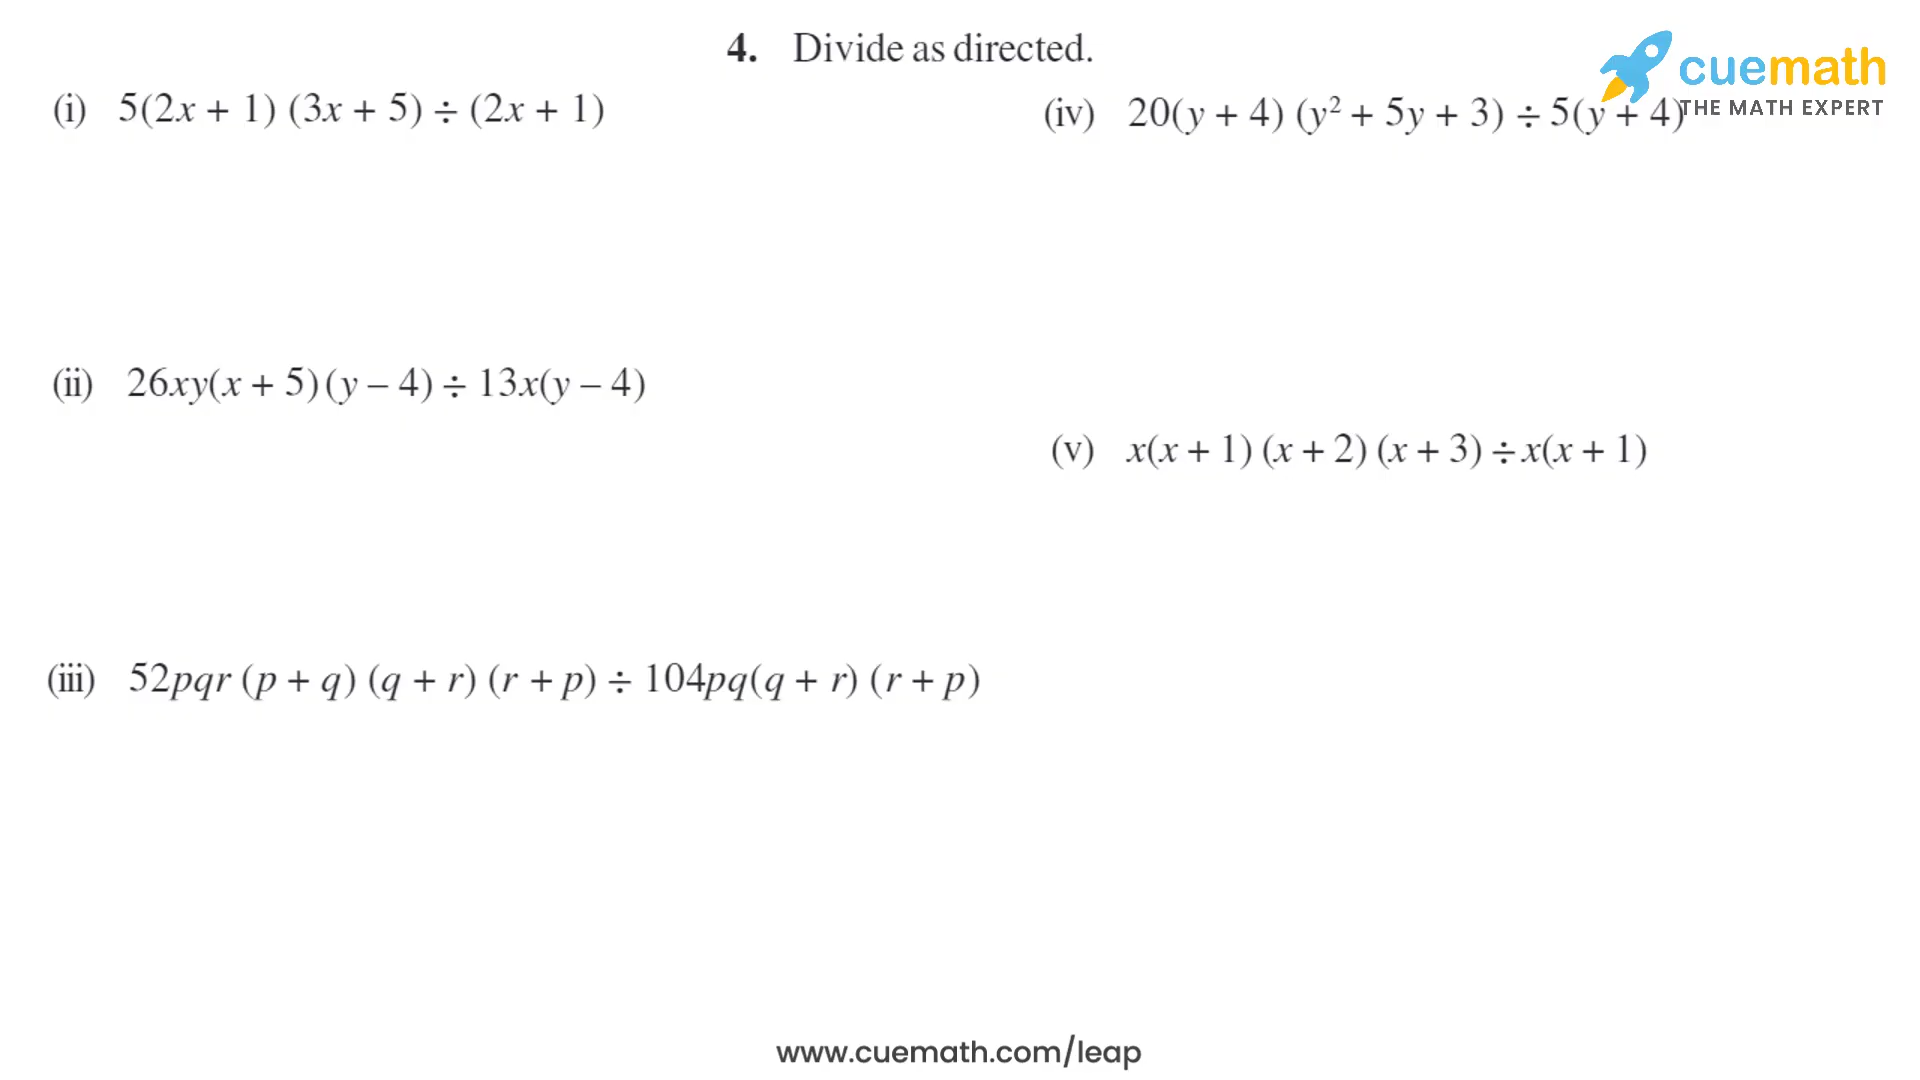 4. Divide as directed.
cuemath
THE MATH EXPERT
(i) 5(2x + 1) (3x + 5) ÷ (2x + 1)
(ii) 26xy(x + 5) (y – 4) ÷ 13x(y – 4)
(iii) 52pqr (p + q) (q + r) (r + p) ÷ 104pq(q + r) (r + p)
(iv) 20(y + 4) (y² + 5y + 3) ÷ 5(y + 4)
(v) x(x + 1) (x + 2) (x + 3) ÷ x(x + 1)
www.cuemath.com/leap